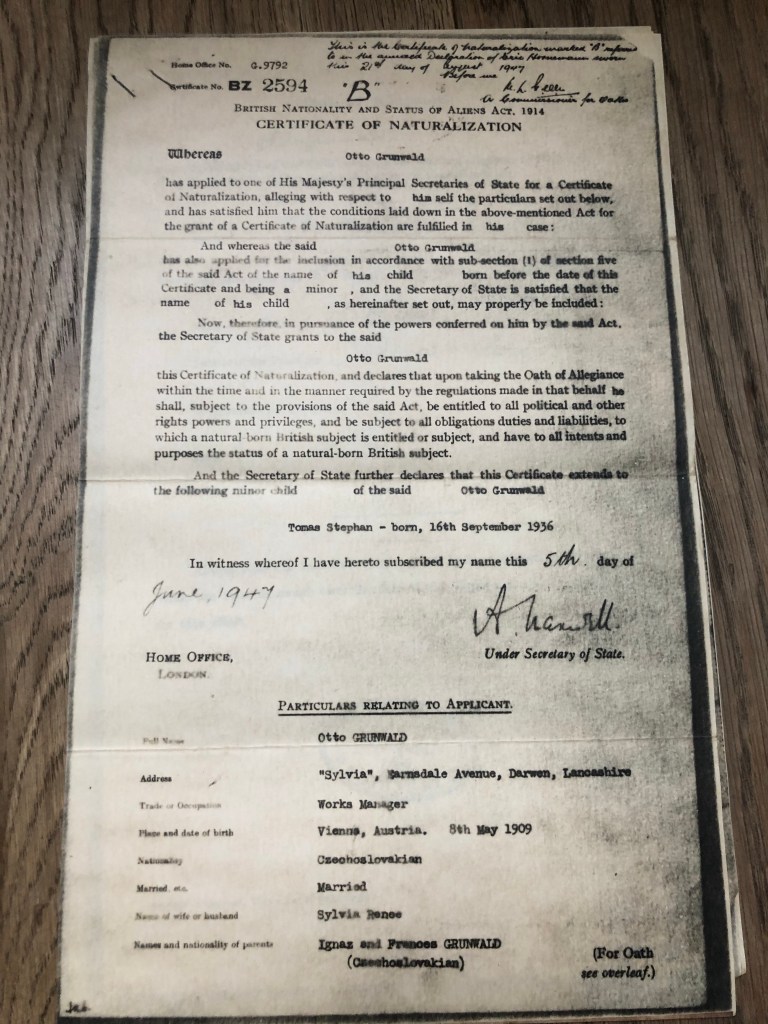 This is the Certificate of Naturalization marked "B" referred
to in the annexed Declaration of Eric Hornemann sworn
this 21st day of August 1947
Before me
A Commissioner for Oaths
Home Office No. G.9792
Certificate No. BZ 2594 "B"
British Nationality and Status of Aliens Act, 1914
CERTIFICATE OF NATURALIZATION
Whereas Otto Grunwald
has applied to one of His Majesty's Principal Secretaries of State for a Certificate
of Naturalization, alleging with respect to him self the particulars set out below,
and has satisfied him that the conditions laid down in the above-mentioned Act for
the grant of a Certificate of Naturalization are fulfilled in his case:
And whereas the said Otto Grunwald
has also applied for the inclusion in accordance with sub-section (1) of section five
of the said Act of the name of his child born before the date of this
Certificate and being a minor , and the Secretary of State is satisfied that the
name of his child , as hereinafter set out, may properly be included:
Now, therefore, in pursuance of the powers conferred on him by the said Act,
the Secretary of State grants to the said
Otto Grunwald
this Certificate of Naturalization, and declares that upon taking the Oath of Allegiance
within the time and in the manner required by the regulations made in that behalf he
shall, subject to the provisions of the said Act, be entitled to all political and other
rights powers and privileges, and be subject to all obligations duties and liabilities, to
which a natural-born British subject is entitled or subject, and have to all intents and
purposes the status of a natural-born British subject.
And the Secretary of State further declares that this Certificate extends to
the following minor child of the said Otto Grunwald
Tomas Stephan - born, 16th September 1936
In witness whereof I have hereto subscribed my name this 5th. day of
June, 1947
A. Maxwell.
Under Secretary of State.
HOME OFFICE,
LONDON.
PARTICULARS RELATING TO APPLICANT.
Full Name Otto GRUNWALD
Address "Sylvia", Earnsdale Avenue, Darwen, Lancashire
Trade or Occupation Works Manager
Place and date of birth Vienna, Austria. 8th May 1909
Nationality Czechoslovakian
Married, etc. Married
Name of wife or husband Sylvia Renee
Names and nationality of parents Ignaz and Frances GRUNWALD
(Czechoslovakian)
(For Oath
see overleaf.)